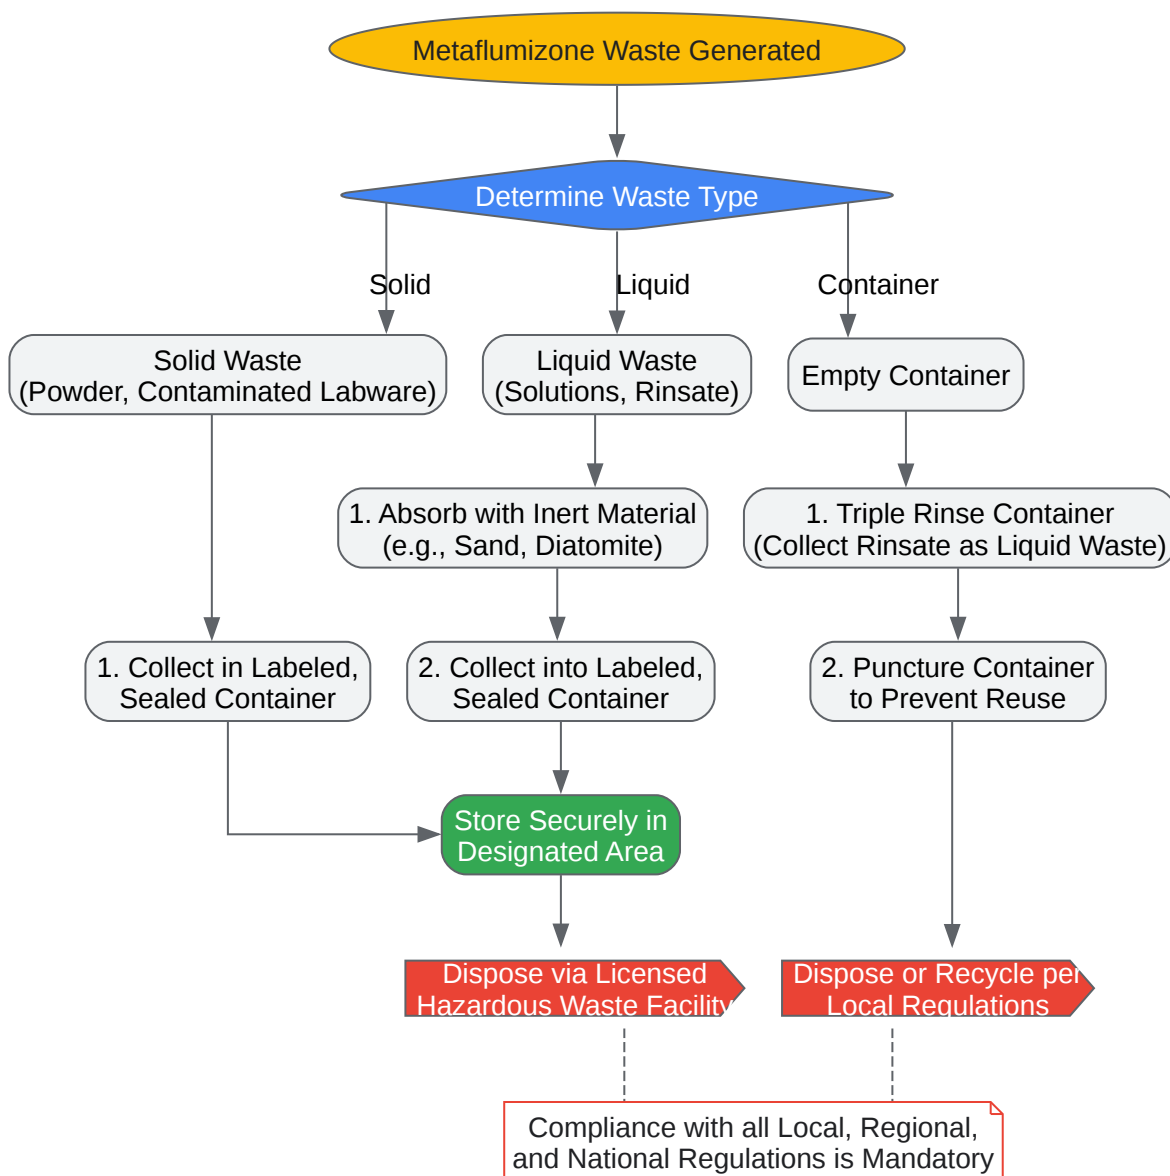 Metaflumizone Waste Generated
Determine Waste Type
Solid
Liquid
Container
Solid Waste
(Powder, Contaminated Labware)
Liquid Waste
(Solutions, Rinsate)
Empty Container
1. Absorb with Inert Material
(e.g., Sand, Diatomite)
1. Triple Rinse Container
(Collect Rinsate as Liquid Waste)
1. Collect in Labeled,
Sealed Container
2. Collect into Labeled,
Sealed Container
2. Puncture Container
to Prevent Reuse
Store Securely in
Designated Area
Dispose via Licensed
Hazardous Waste Facility
Dispose or Recycle per
Local Regulations
Compliance with all Local, Regional,
and National Regulations is Mandatory